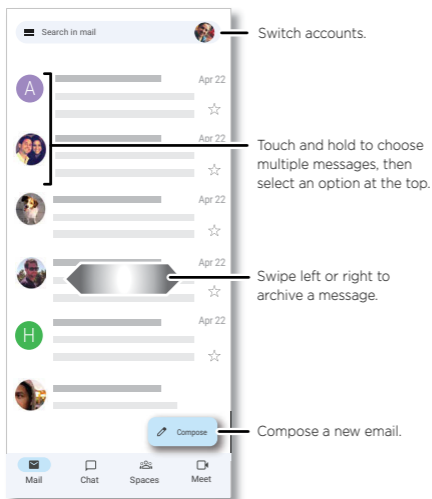 Search in mail
Switch accounts.
A
Apr 22
Apr 22
Touch and hold to choose
multiple messages, then
select an option at the top.
Apr 22
Apr 22
Swipe left or right to
archive a message.
H
Apr 22
Compose
Compose a new email.
Mail
Chat
Spaces
Meet